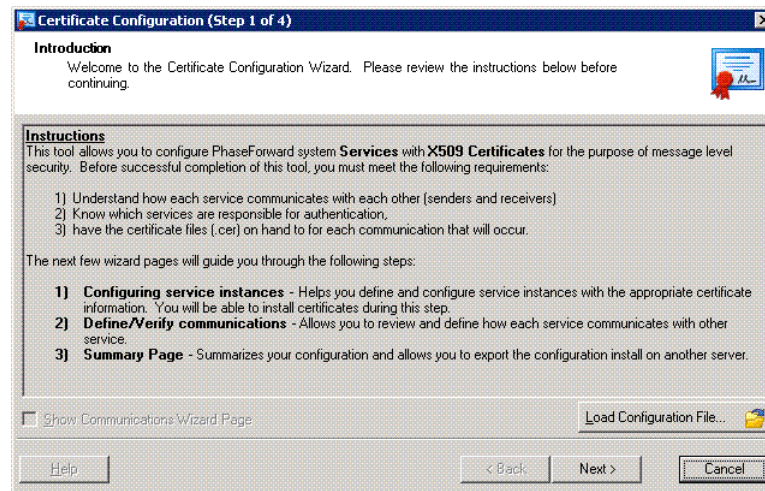 Certificate Configuration (Step 1 of 4)
Introduction
Welcome to the Certificate Configuration Wizard. Please review the instructions below before
continuing.
Instructions
This tool allows you to configure PhaseForward system Services with X509 Certificates for the purpose of message level
security. Before successful completion of this tool, you must meet the following requirements:
1) Understand how each service communicates with each other (senders and receivers)
2) Know which services are responsible for authentication,
3) have the certificate files (.cer) on hand to for each communication that will occur.
The next few wizard pages will guide you through the following steps:
1) Configuring service instances - Helps you define and configure service instances with the appropriate certificate
information. You will be able to install certificates during this step.
2) Define/Verify communications - Allows you to review and define how each service communicates with other
service.
3) Summary Page - Summarizes your configuration and allows you to export the configuration install on another server.
Show Communications Wizard Page
Load Configuration File...
Help
< Back
Next >
Cancel